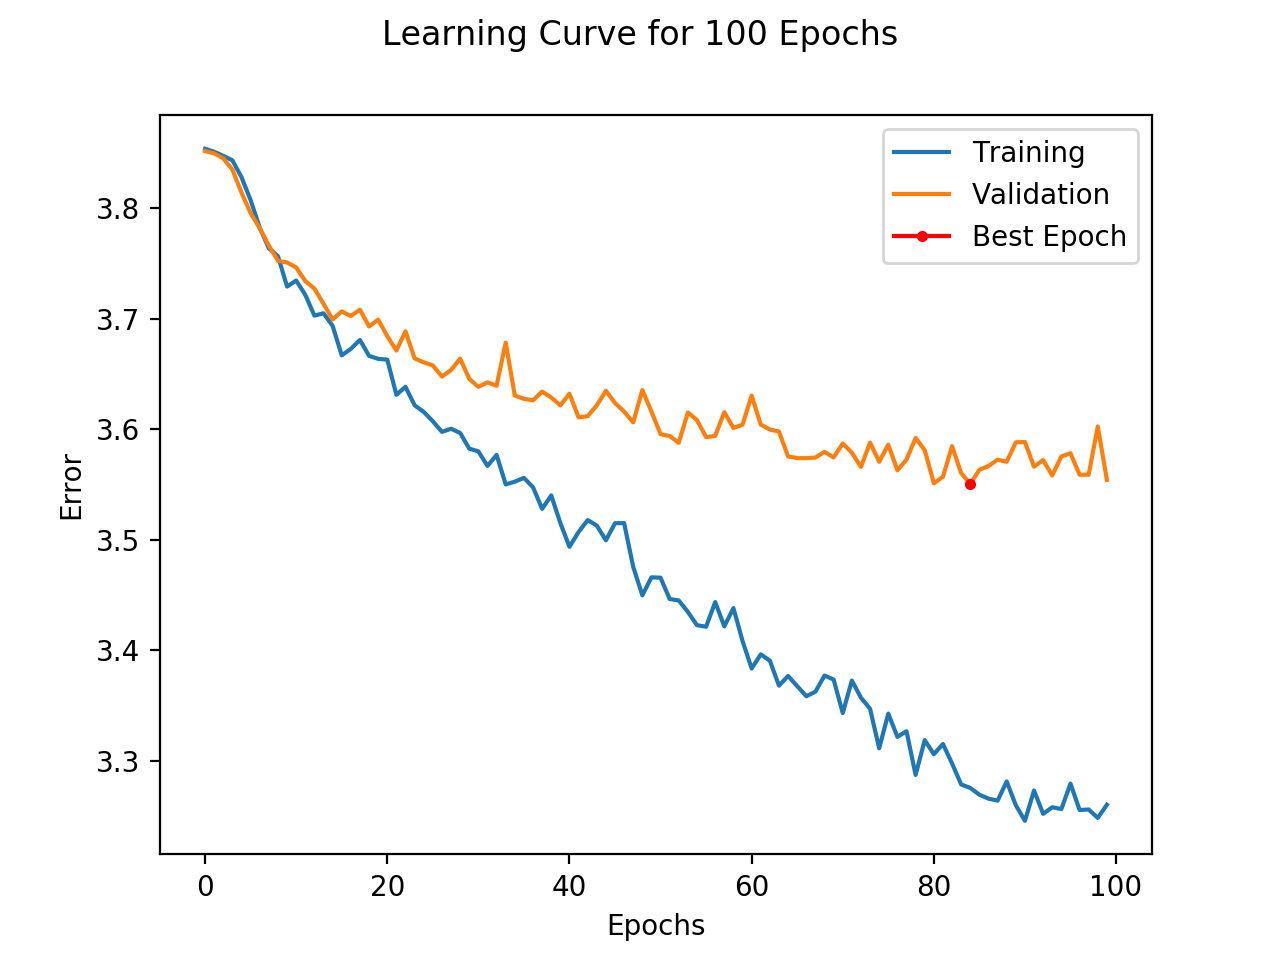 Learning Curve for 100 Epochs
Training
Validation
Best Epoch
3.8
3.7
3.6
3.5
3.4
3.3
Error
0 20 40 60 80 100
Epochs